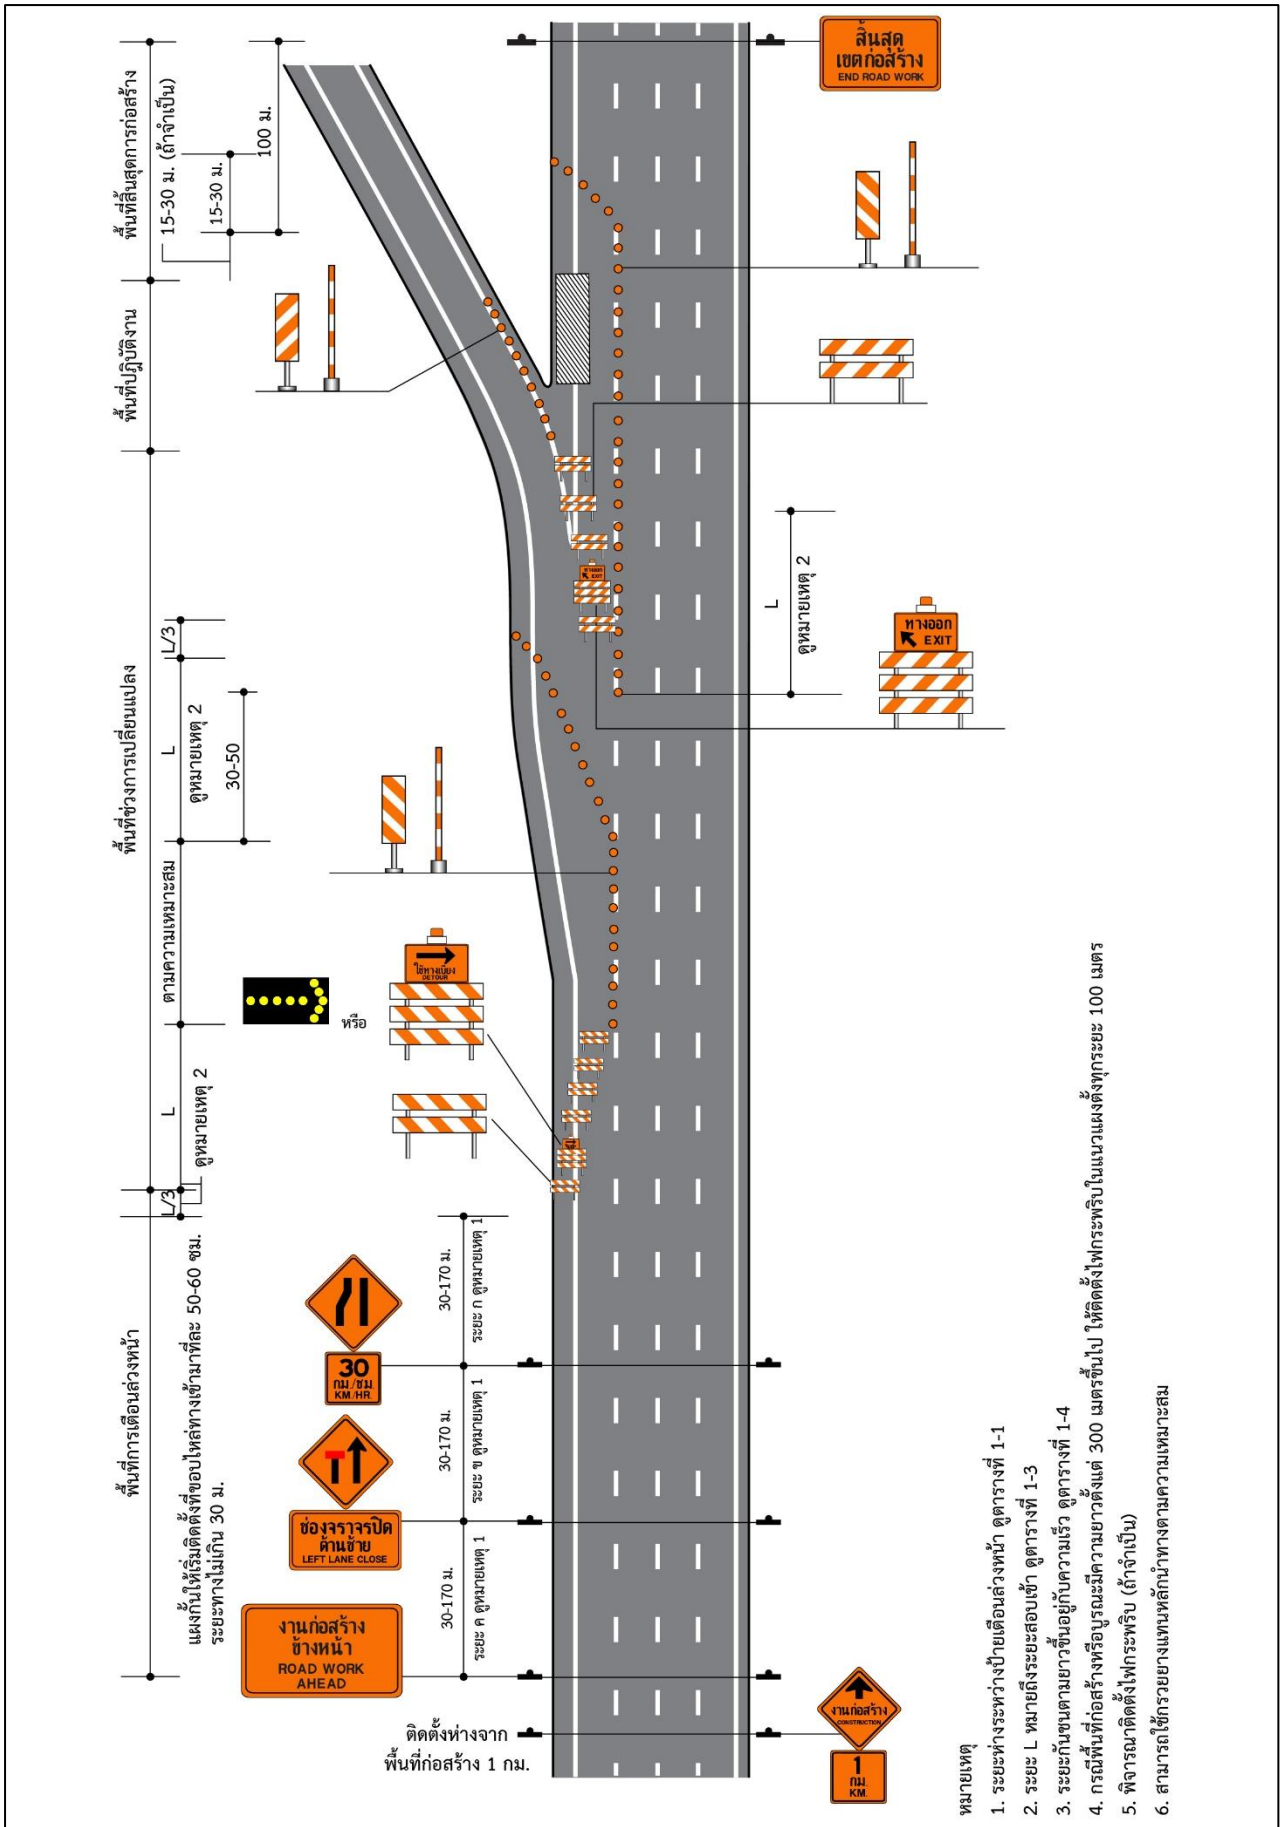 สิ้นสุด
เขตก่อสร้าง
END ROAD WORK
พื้นที่สิ้นสุดการก่อสร้าง
15-30 ม. (ถ้าจำเป็น)
15-30 ม.
100 ม.
พื้นที่ปฏิบัติงาน
พื้นที่ช่วงการเปลี่ยนแปลง
L/3
L
ดูหมายเหตุ 2
30-50
ตามความเหมาะสม
L
ดูหมายเหตุ 2
L/3
ทางออก
EXIT
L
ดูหมายเหตุ 2
ทางออก
EXIT
หรือ
ใช้ทางเบี่ยง
DETOUR
พื้นที่การเตือนล่วงหน้า
แผงกั้นให้เริ่มติดตั้งที่ขอบไหล่ทางเข้ามาที่ละ 50-60 ซม.
ระยะทางไม่เกิน 30 ม.
30
กม./ชม.
KM/HR.
30-170 ม.
ระยะ ก ดูหมายเหตุ 1
ช่องจราจรปิด
ด้านซ้าย
LEFT LANE CLOSE
30-170 ม.
ระยะ ข ดูหมายเหตุ 1
งานก่อสร้าง
ข้างหน้า
ROAD WORK
AHEAD
30-170 ม.
ระยะ ค ดูหมายเหตุ 1
ติดตั้งห่างจาก
พื้นที่ก่อสร้าง 1 กม.
งานก่อสร้าง
CONSTRUCTION
1
กม.
KM.
หมายเหตุ
1. ระยะห่างระหว่างป้ายเตือนล่วงหน้า ดูตารางที่ 1-1
2. ระยะ L หมายถึงระยะสอบเข้า ดูตารางที่ 1-3
3. ระยะกันชนตามยาวขึ้นอยู่กับความเร็ว ดูตารางที่ 1-4
4. กรณีพื้นที่ก่อสร้างหรือบูรณะมีความยาวตั้งแต่ 300 เมตรขึ้นไป ให้ติดตั้งไฟกระพริบในแนวแผงตั้งทุกระยะ 100 เมตร
5. พิจารณาติดตั้งไฟกระพริบ (ถ้าจำเป็น)
6. สามารถใช้กรวยยางแทนหลักนำทางตามความเหมาะสม